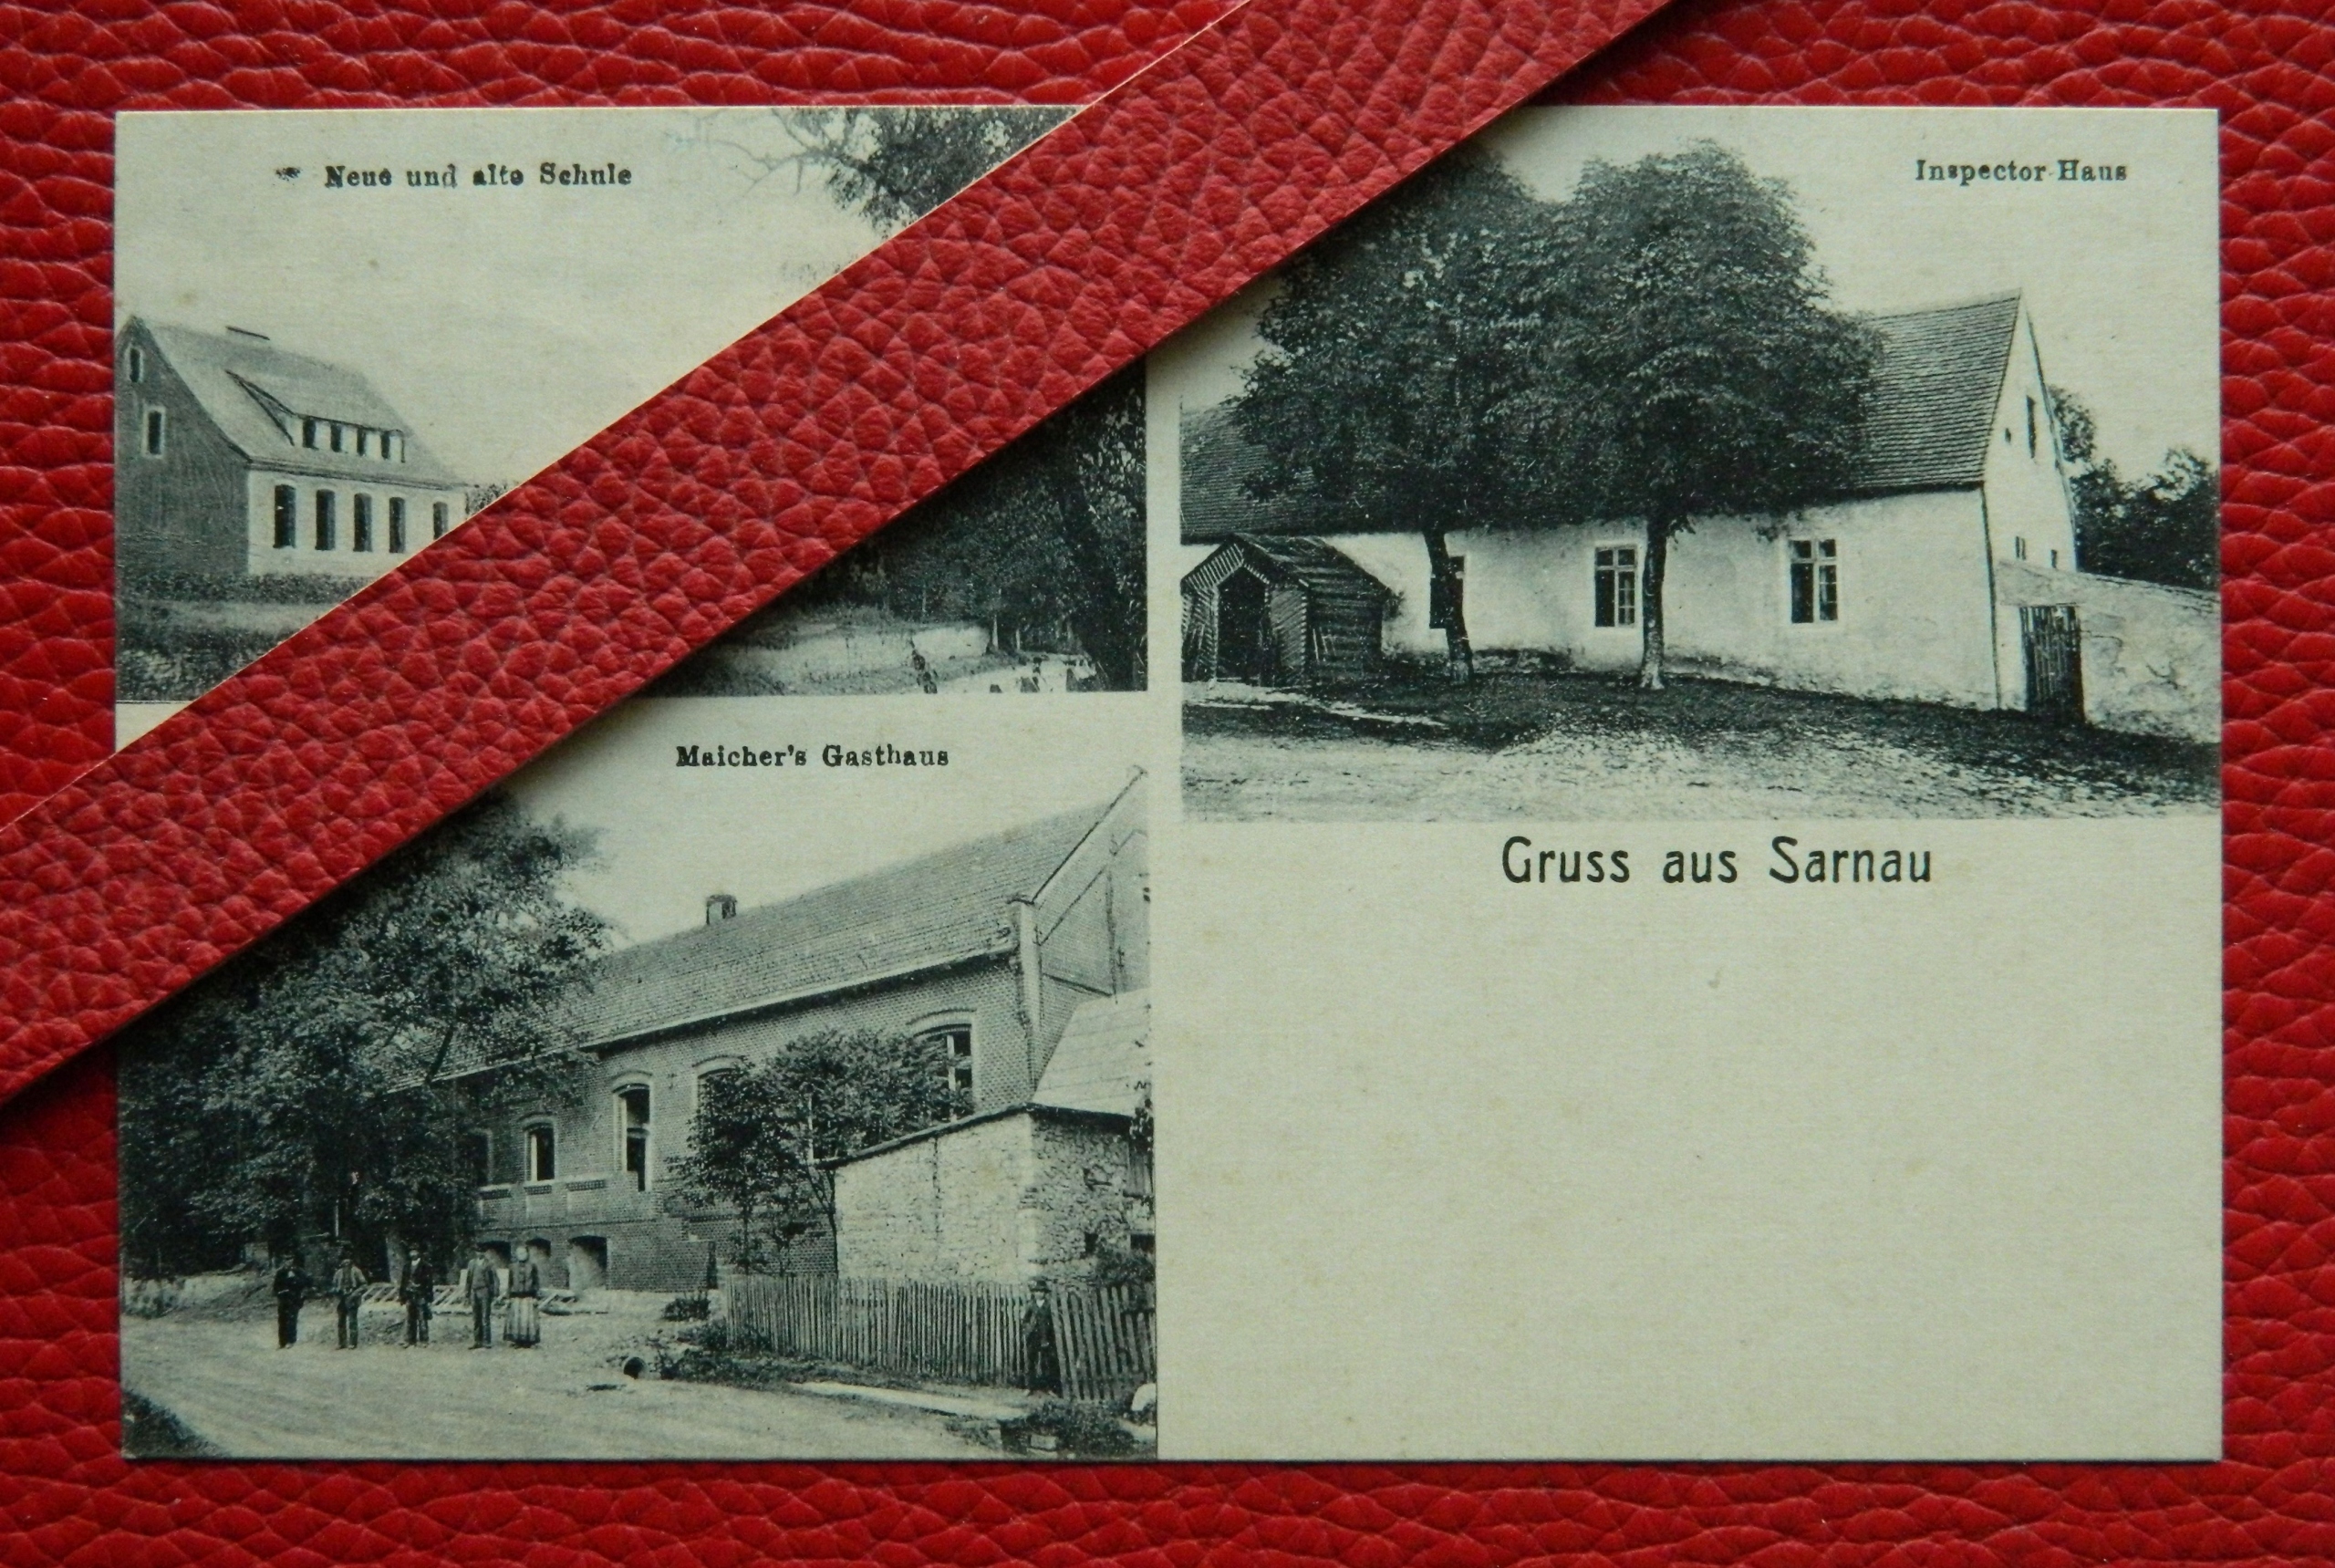 Neue und alte Schule
Inspector-Haus
Maicher's Gasthaus
Gruss aus Sarnau